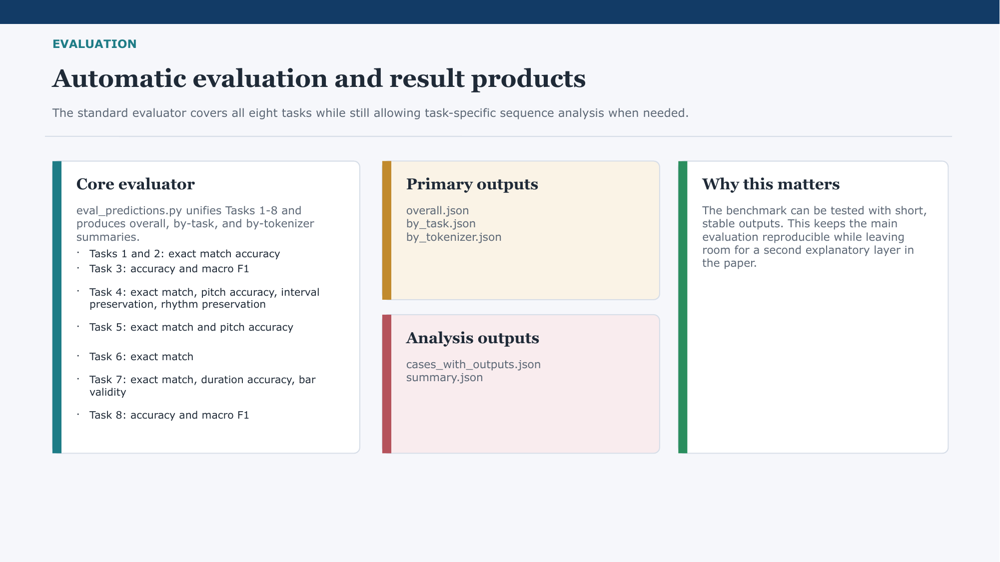 EVALUATION
Automatic evaluation and result products
The standard evaluator covers all eight tasks while still allowing task-specific sequence analysis when needed.
Core evaluator
eval_predictions.py unifies Tasks 1-8 and
produces overall, by-task, and by-tokenizer
summaries.
· Tasks 1 and 2: exact match accuracy
· Task 3: accuracy and macro F1
· Task 4: exact match, pitch accuracy, interval
preservation, rhythm preservation
· Task 5: exact match and pitch accuracy
· Task 6: exact match
· Task 7: exact match, duration accuracy, bar
validity
· Task 8: accuracy and macro F1
Primary outputs
overall.json
by_task.json
by_tokenizer.json
Analysis outputs
cases_with_outputs.json
summary.json
Why this matters
The benchmark can be tested with short,
stable outputs. This keeps the main
evaluation reproducible while leaving
room for a second explanatory layer in
the paper.